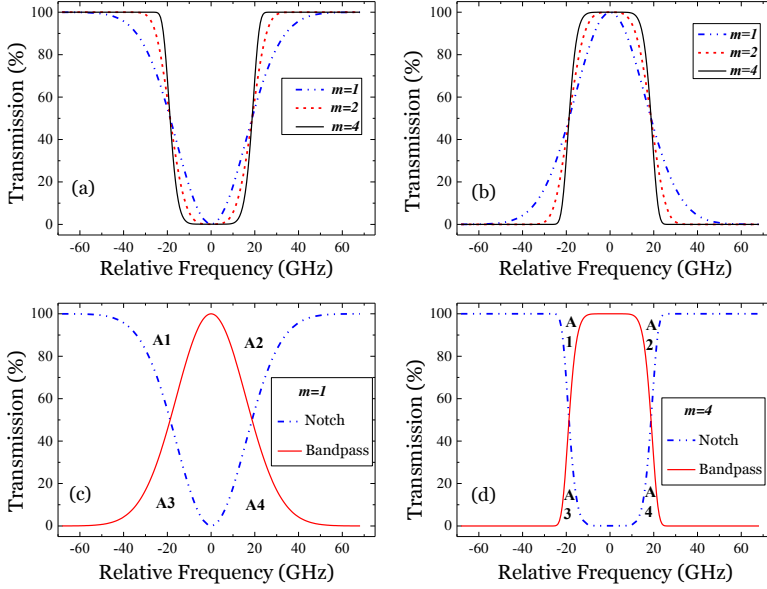 100
80
60
40
20
0
Transmission (%)
(a)
m=1
m=2
m=4
-60 -40 -20 0 20 40 60
Relative Frequency (GHz)
100
80
60
40
20
0
Transmission (%)
(b)
m=1
m=2
m=4
-60 -40 -20 0 20 40 60
Relative Frequency (GHz)
100
80
60
40
20
0
Transmission (%)
A1 A2
m=1
Notch
Bandpass
(c)
A3 A4
-60 -40 -20 0 20 40 60
Relative Frequency (GHz)
100
80
60
40
20
0
Transmission (%)
A
1
A
2
m=4
Notch
Bandpass
(d)
A
3
A
4
-60 -40 -20 0 20 40 60
Relative Frequency (GHz)